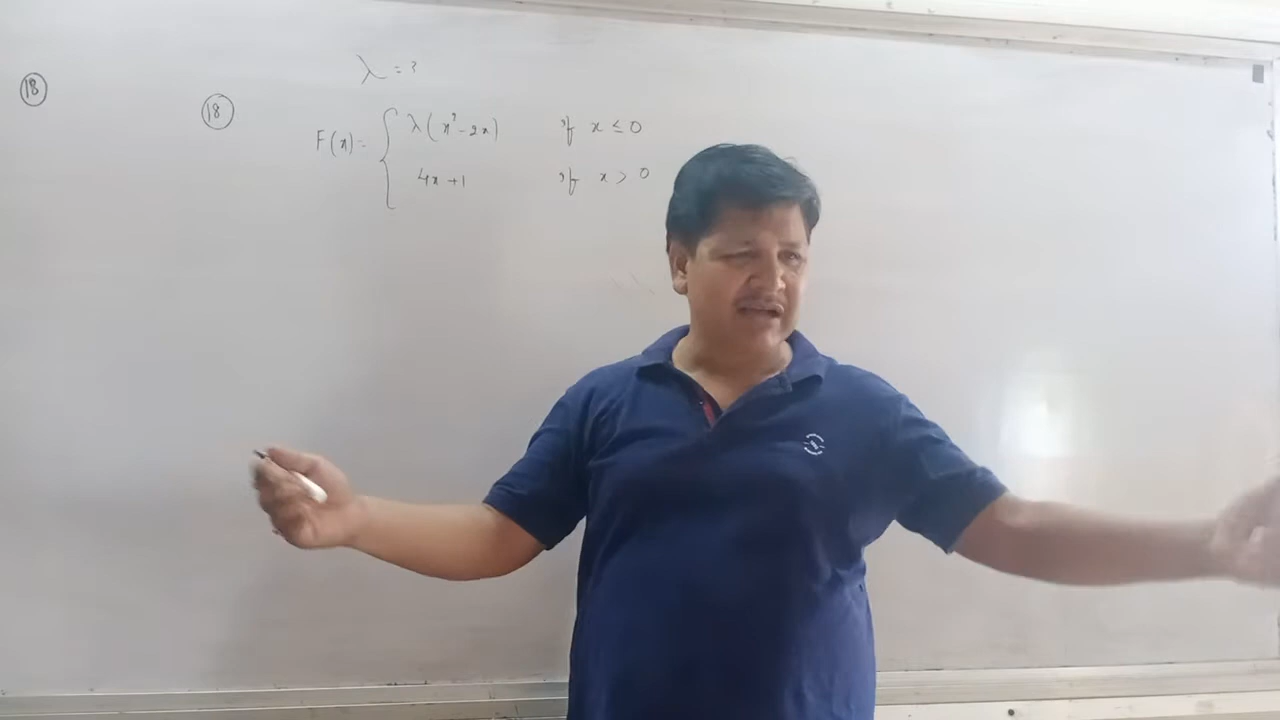 λ = ?
18
18
F(x) = { λ(x² - 2x) if x ≤ 0
4x + 1 if x > 0